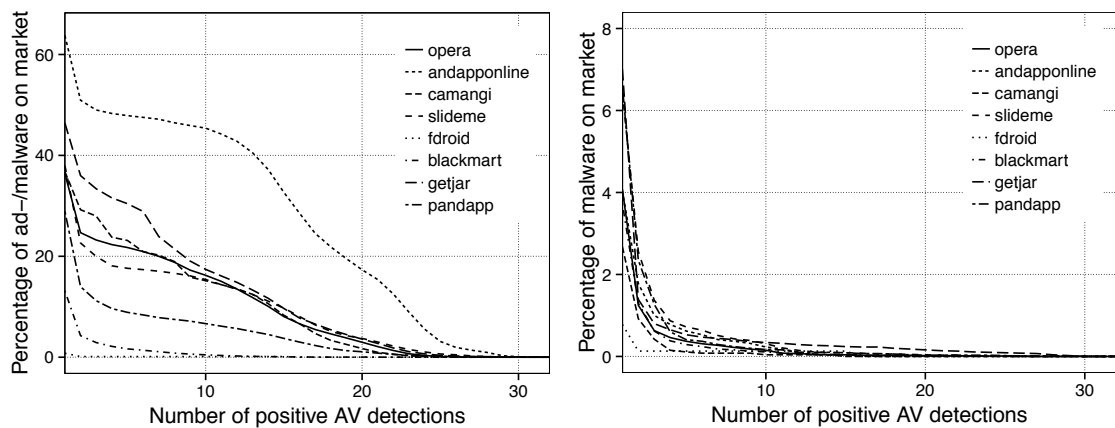 Percentage of ad−/malware on market
60
40
20
0
opera
andapponline
camangi
slideme
fdroid
blackmart
getjar
pandapp
10
20
30
Number of positive AV detections
Percentage of malware on market
8
6
4
2
0
opera
andapponline
camangi
slideme
fdroid
blackmart
getjar
pandapp
10
20
30
Number of positive AV detections